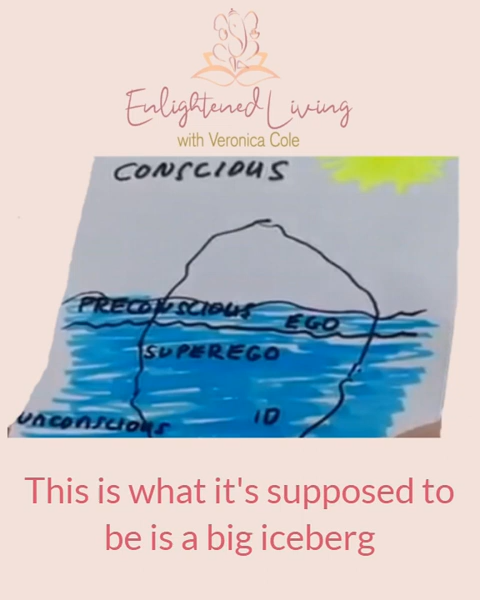 Enlightened Living
with Veronica Cole
CONSCIOUS
PRECONSCIOUS
EGO
SUPEREGO
ID
unconscious
This is what it's supposed to
be is a big iceberg